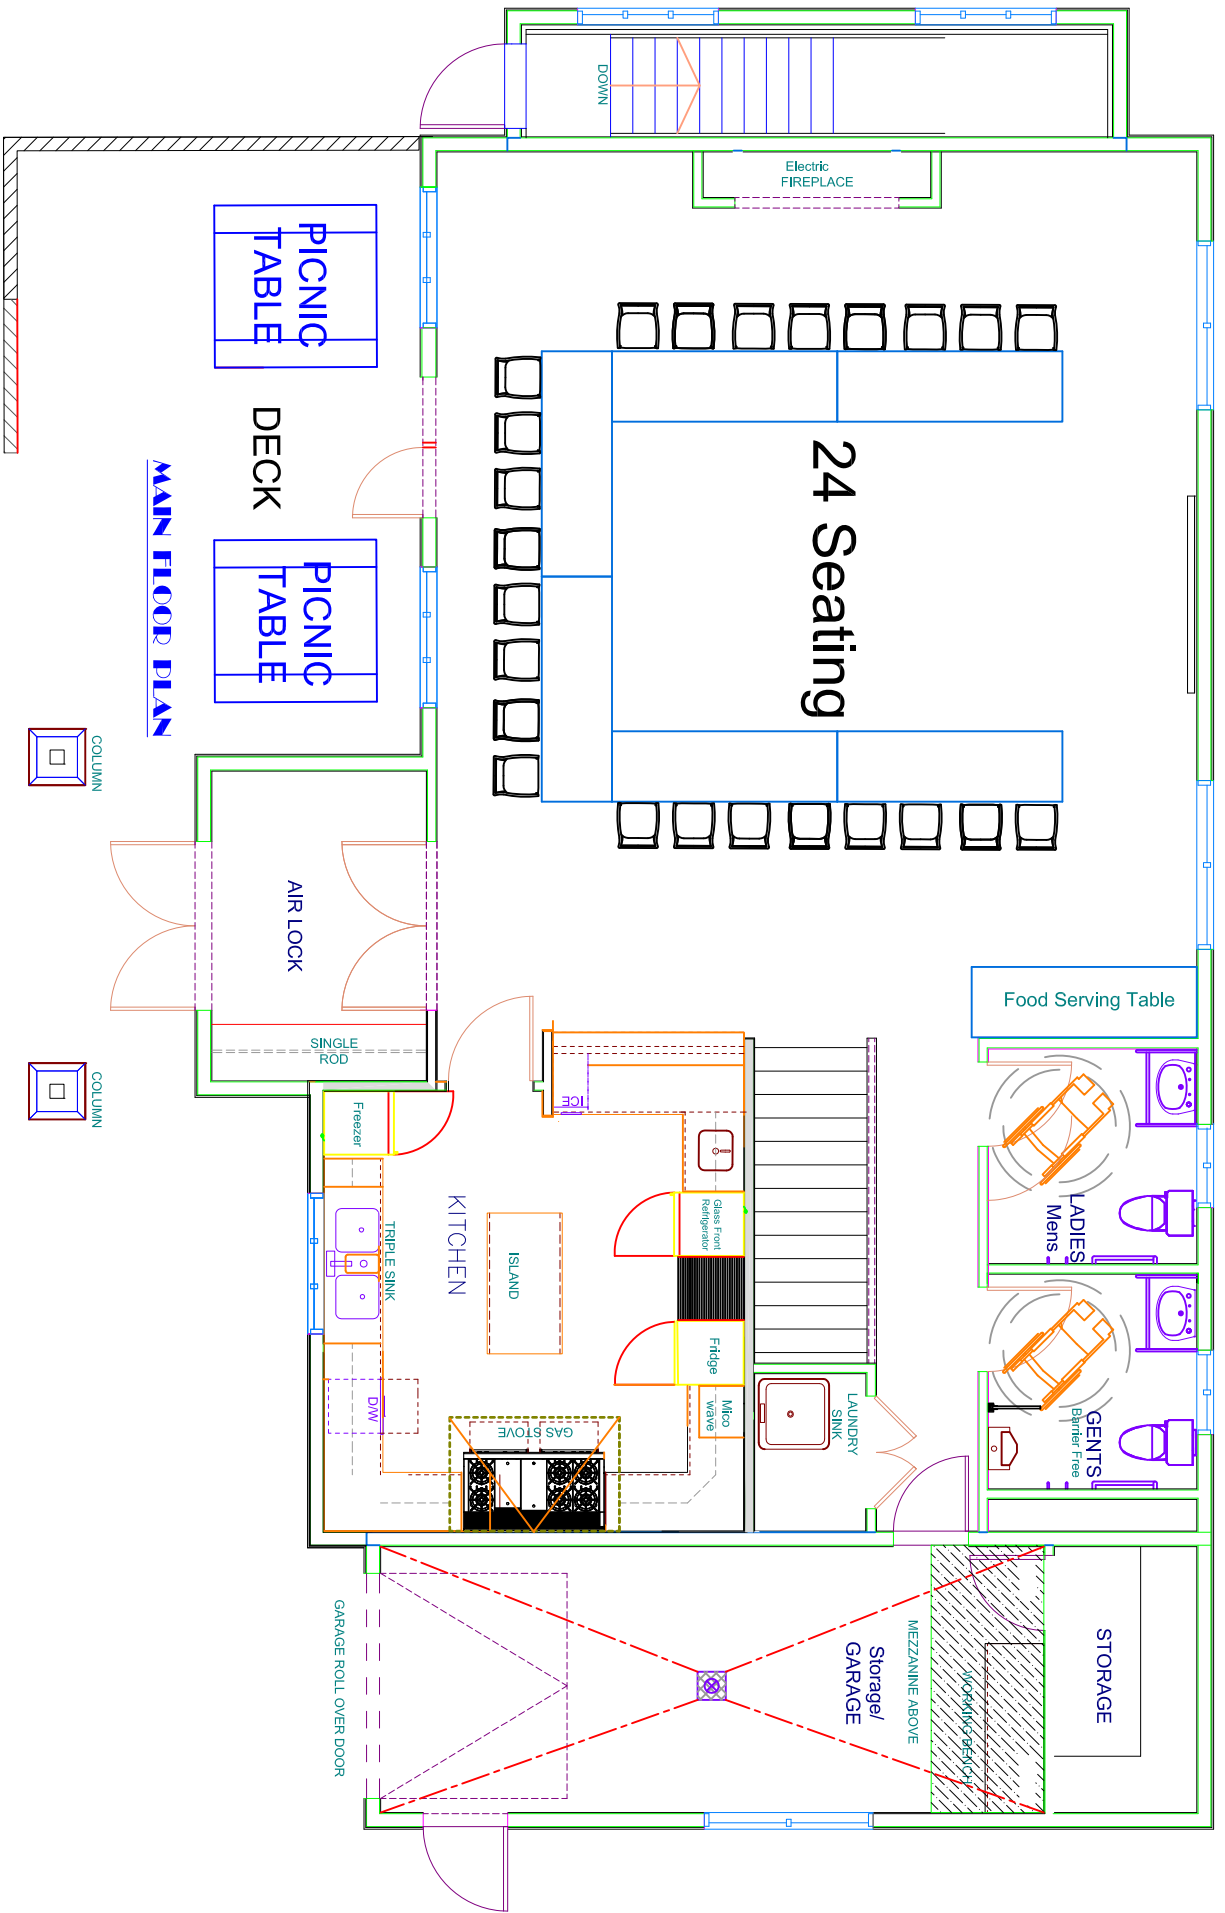 DOWN
Electric
FIREPLACE
PICNIC
TABLE
DECK
24 Seating
MAIN FLOOR PLAN
PICNIC
TABLE
COLUMN
AIR LOCK
SINGLE
ROD
COLUMN
Food Serving Table
Freezer
ICE
KITCHEN
TRIPLE SINK
ISLAND
Glass Front
Refrigerator
Fridge
Mico
wave
D/W
GAS STOVE
LAUNDRY
SINK
LADIES
Mens
GENTS
Barrier Free
GARAGE ROLL OVER DOOR
Storage/
GARAGE
MEZZANINE ABOVE
WORKING BENCH
STORAGE